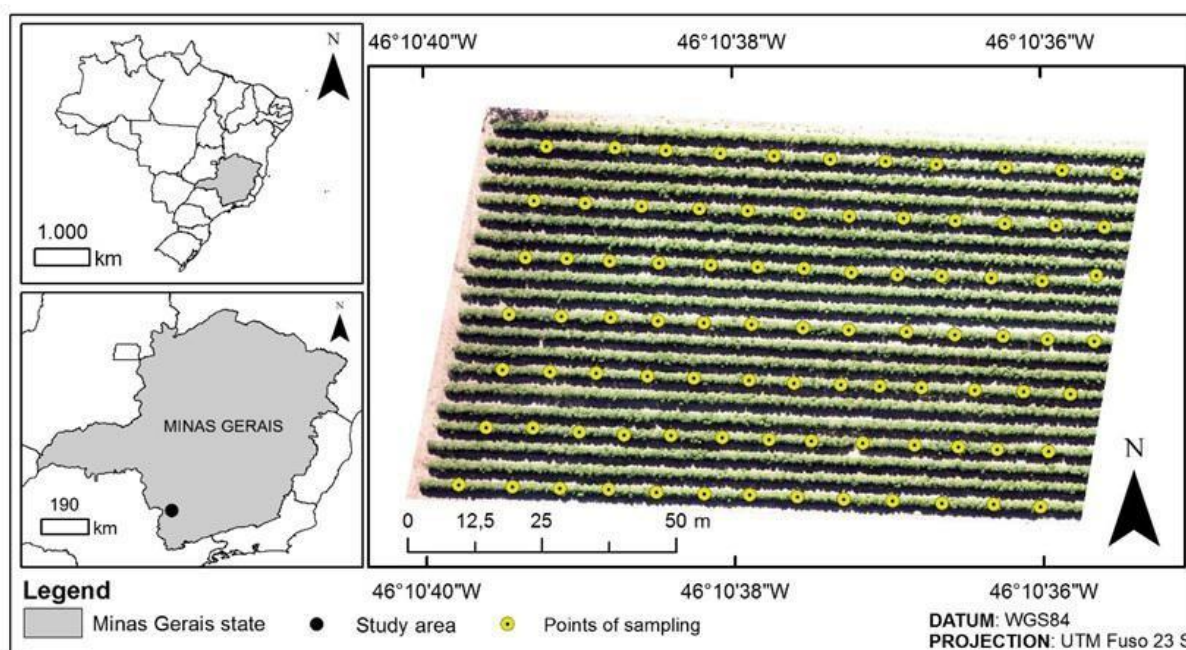 N
1.000
km
N
MINAS GERAIS
190
km
46°10'40"W 46°10'38"W 46°10'36"W
N
0 12,5 25 50 m
46°10'40"W 46°10'38"W 46°10'36"W
Legend
Minas Gerais state Study area Points of sampling
DATUM: WGS84
PROJECTION: UTM Fuso 23 S